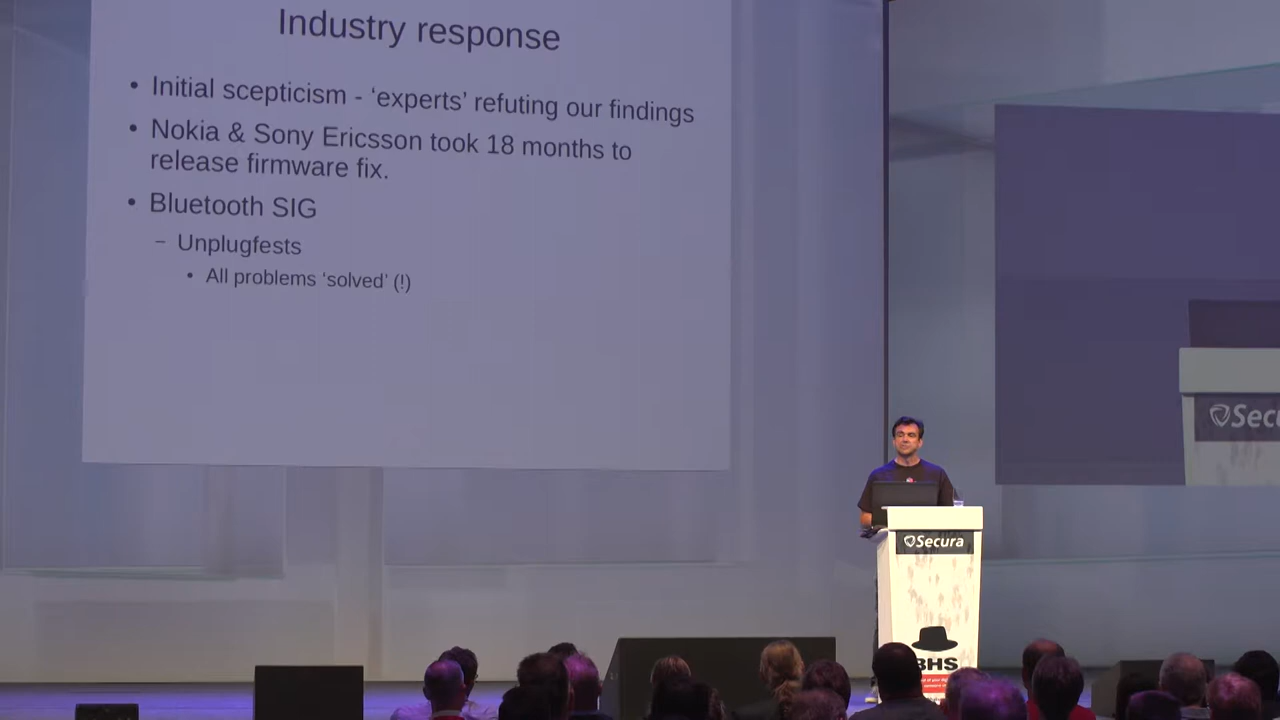 Industry response
• Initial scepticism - ‘experts’ refuting our findings
• Nokia & Sony Ericsson took 18 months to
release firmware fix.
• Bluetooth SIG
– Unplugfests
• All problems ‘solved’ (!)
Secu
Secura
BHS